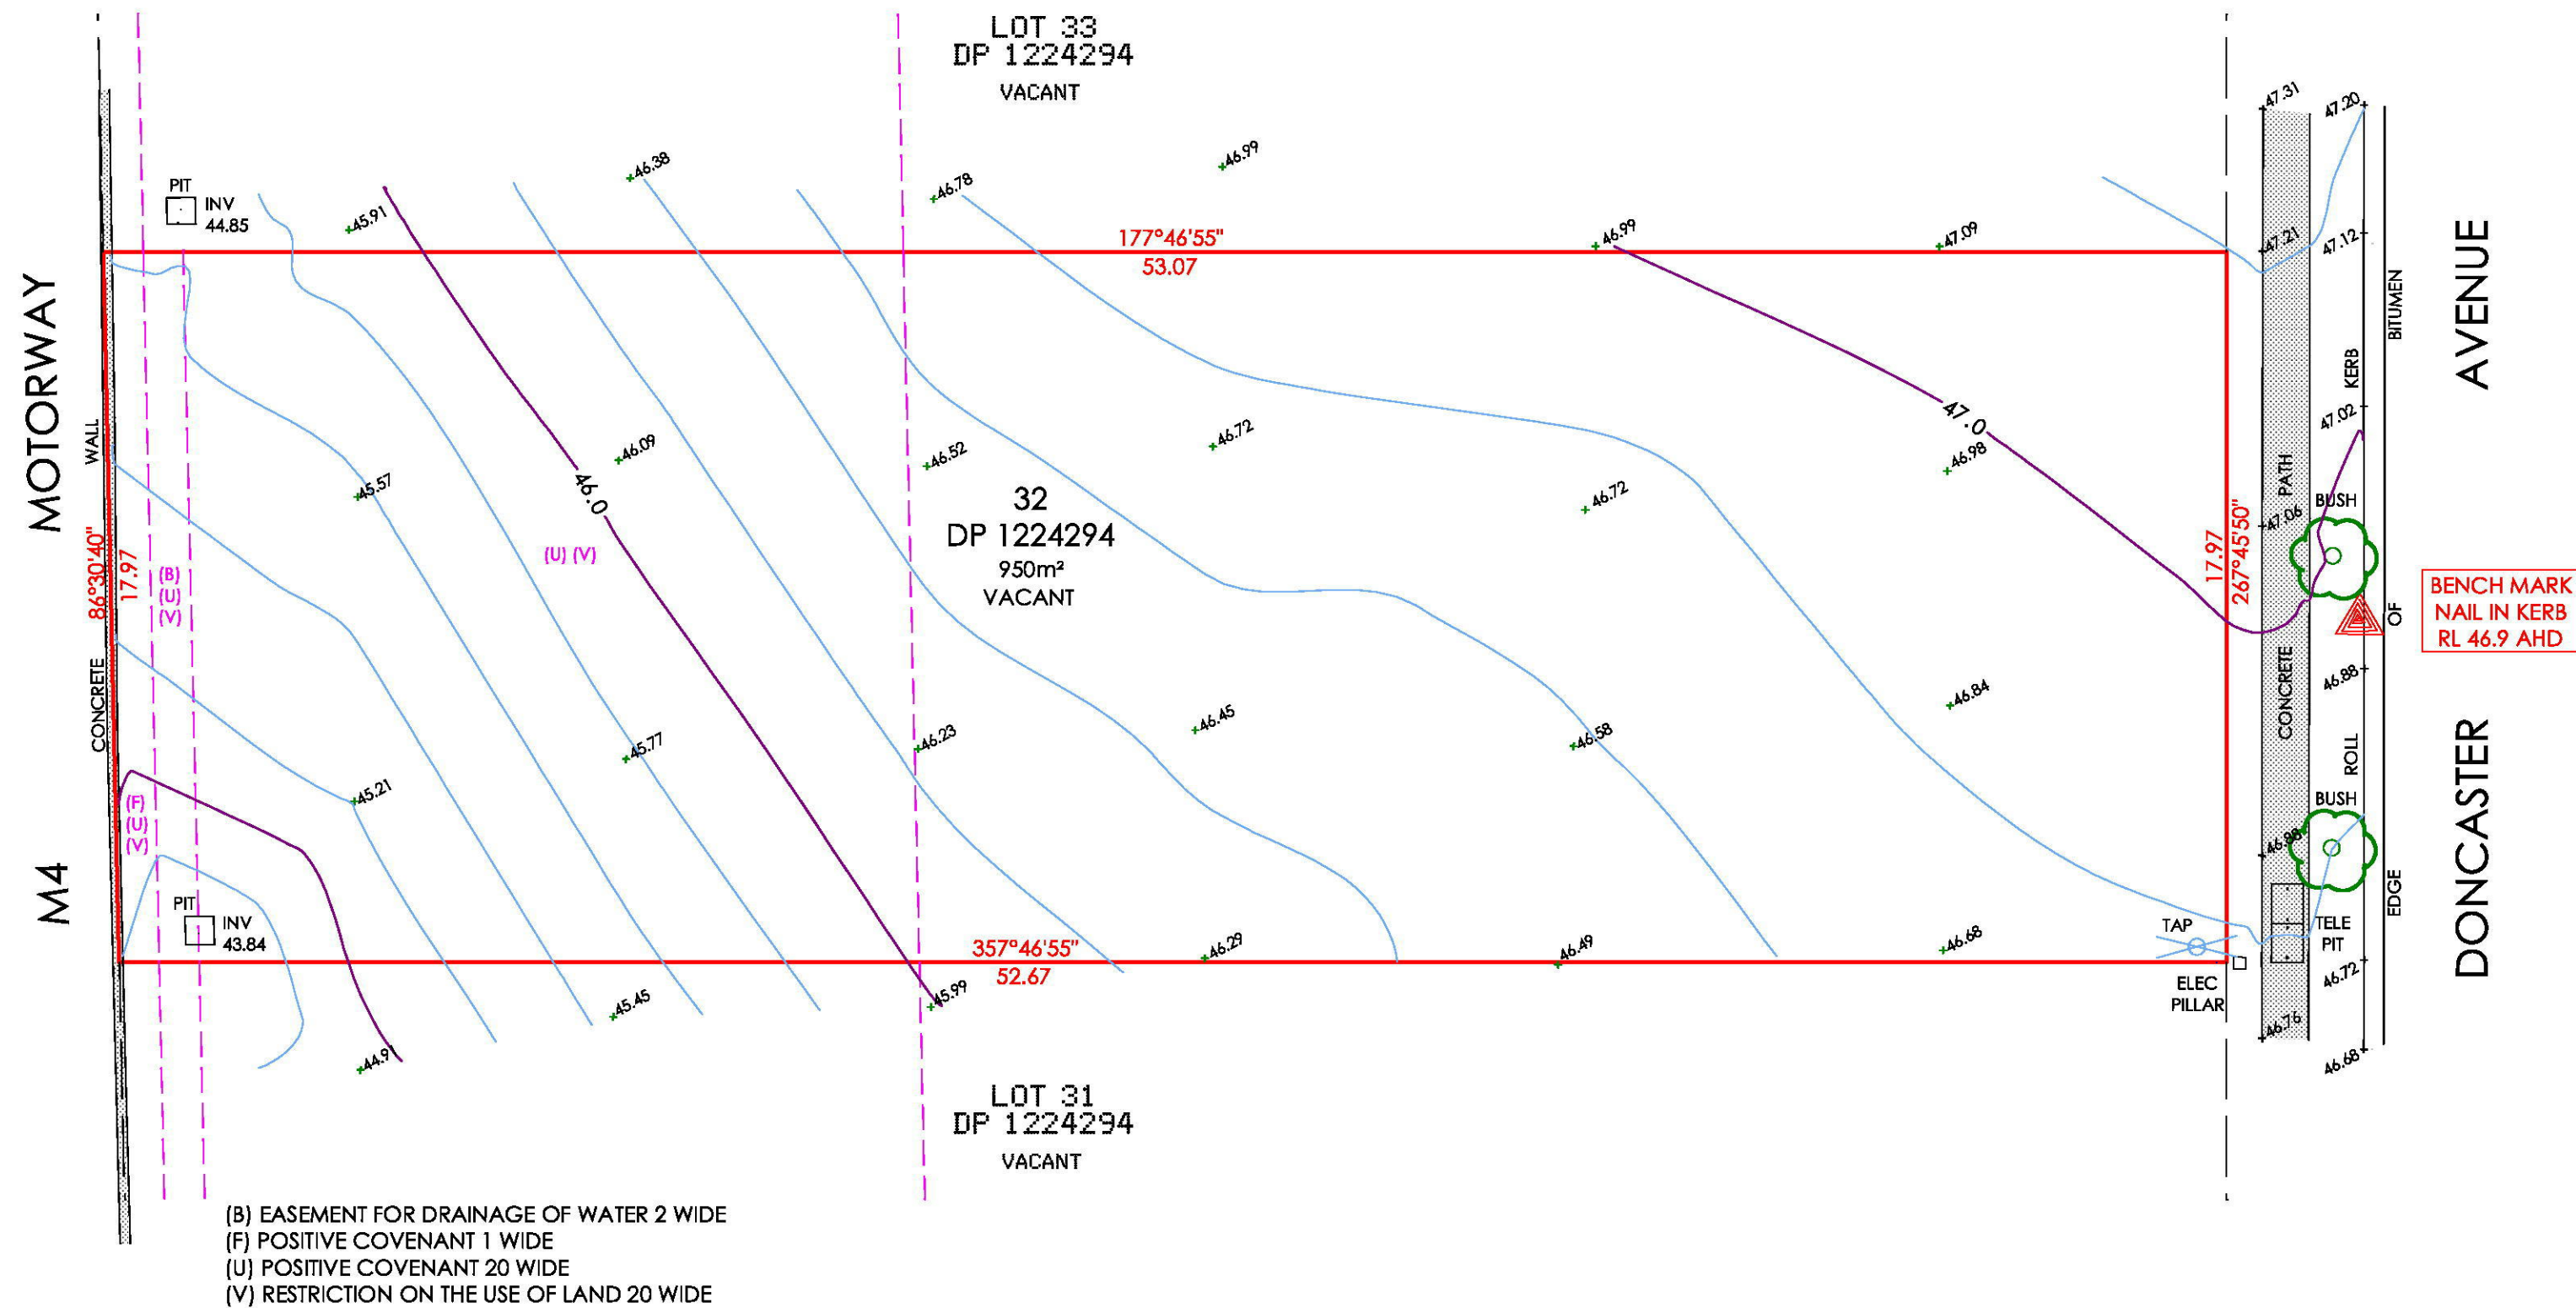 LOT 33
DP 1224294
VACANT
47.31
47.20
46.99
46.38
46.78
PIT
INV
44.85
45.91
177°46'55"
53.07
46.99
47.09
47.21
47.12
MOTORWAY
M4
AVENUE
DONCASTER
BITUMEN
OF
EDGE
KERB
ROLL
CONCRETE PATH
WALL
CONCRETE
47.0
47.02
46.72
46.98
46.09
46.52
45.57
46.0
32
DP 1224294
950m²
VACANT
46.72
47.06
BUSH
(U) (V)
86°30'40"
17.97
(B)
(U)
(V)
17.97
267°45'50"
BENCH MARK
NAIL IN KERB
RL 46.9 AHD
46.88
46.84
46.45
46.58
46.23
45.77
45.21
BUSH
46.88
(F)
(U)
(V)
PIT
INV
43.84
357°46'55"
52.67
46.29
46.49
46.68
TAP
TELE
PIT
46.72
ELEC
PILLAR
45.99
45.45
44.91
46.76
46.68
LOT 31
DP 1224294
VACANT
(B) EASEMENT FOR DRAINAGE OF WATER 2 WIDE
(F) POSITIVE COVENANT 1 WIDE
(U) POSITIVE COVENANT 20 WIDE
(V) RESTRICTION ON THE USE OF LAND 20 WIDE